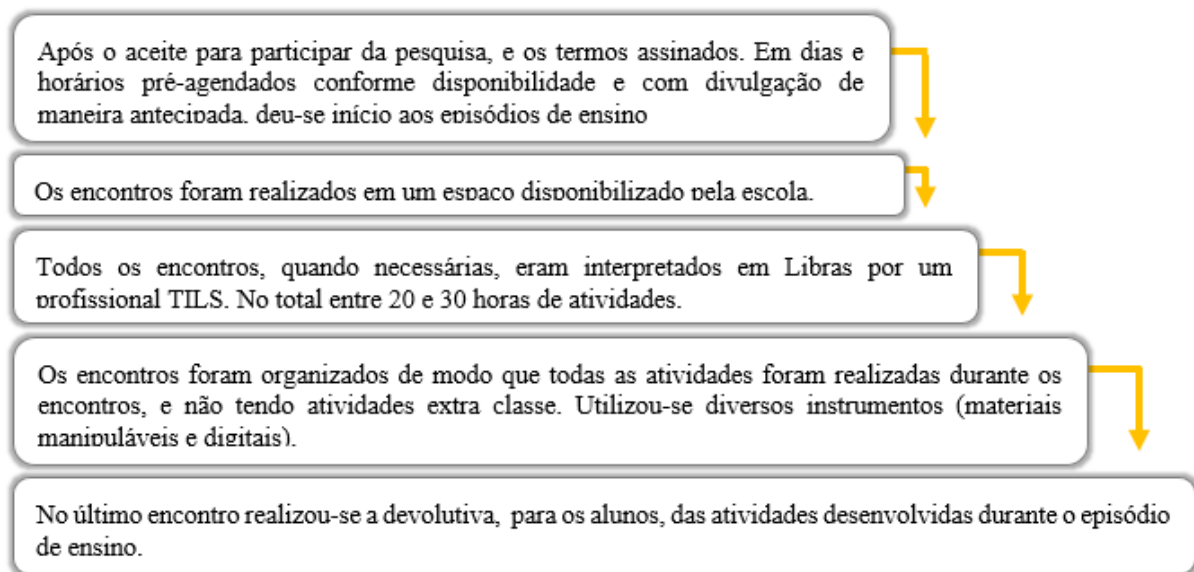 Após o aceite para participar da pesquisa, e os termos assinados. Em dias e
horários pré-agendados conforme disponibilidade e com divulgação de
maneira antecipada, deu-se início aos episódios de ensino
Os encontros foram realizados em um espaço disponibilizado pela escola.
Todos os encontros, quando necessárias, eram interpretados em Libras por um
profissional TILS. No total entre 20 e 30 horas de atividades.
Os encontros foram organizados de modo que todas as atividades foram realizadas durante os
encontros, e não tendo atividades extra classe. Utilizou-se diversos instrumentos (materiais
manipuláveis e digitais).
No último encontro realizou-se a devolutiva, para os alunos, das atividades desenvolvidas durante o episódio
de ensino.